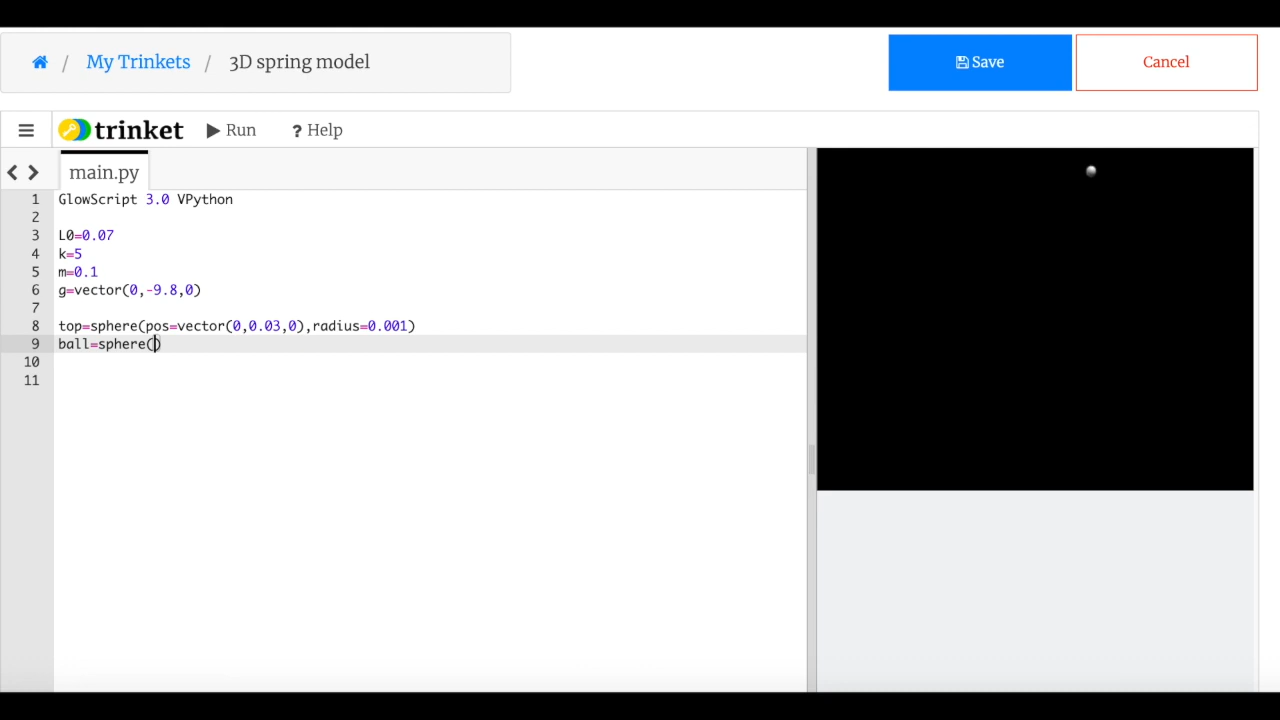 / My Trinkets / 3D spring model
Save
Cancel
trinket
Run
? Help
main.py
1 GlowScript 3.0 VPython
2
3 L0=0.07
4 k=5
5 m=0.1
6 g=vector(0,-9.8,0)
7
8 top=sphere(pos=vector(0,0.03,0),radius=0.001)
9 ball=sphere()
10
11